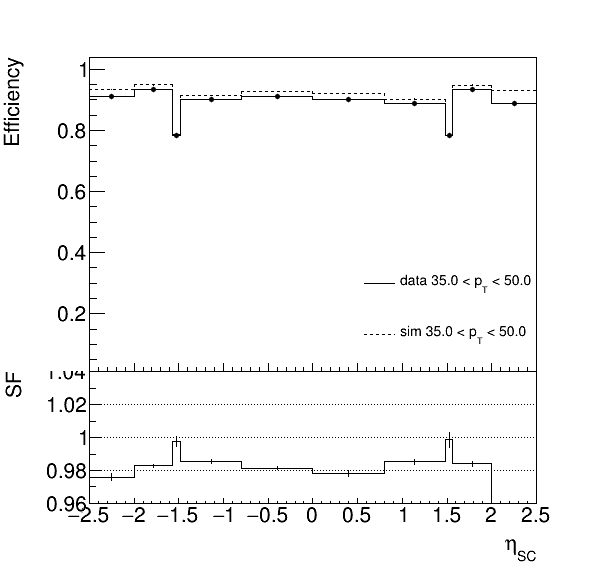 Efficiency
1
0.8
0.6
0.4
0.2
data 35.0 < p_T < 50.0
sim 35.0 < p_T < 50.0
SF
1.04
1.02
1
0.98
0.96
−2.5 −2 −1.5 −1 −0.5 0 0.5 1 1.5 2 2.5
η_SC